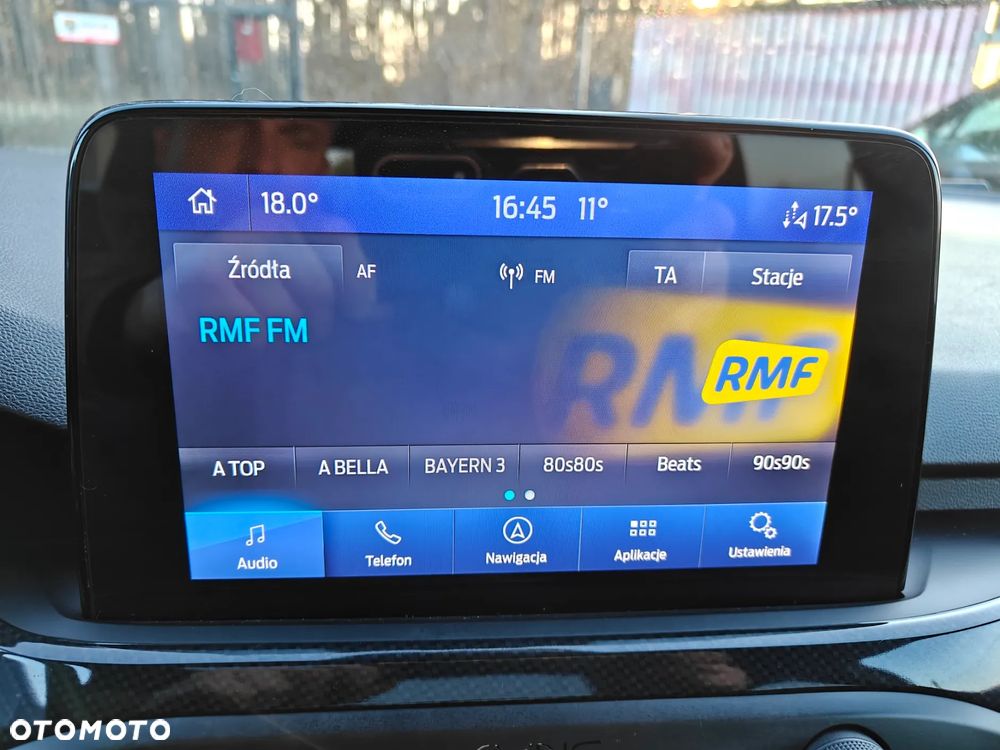 18.0° 16:45 11° 17.5°
Źródła AF FM TA Stacje
RMF FM
RMF
RMF
A TOP A BELLA BAYERN 3 80s80s Beats 90s90s
Audio Telefon Nawigacja Aplikacje Ustawienia
OTOMOTO